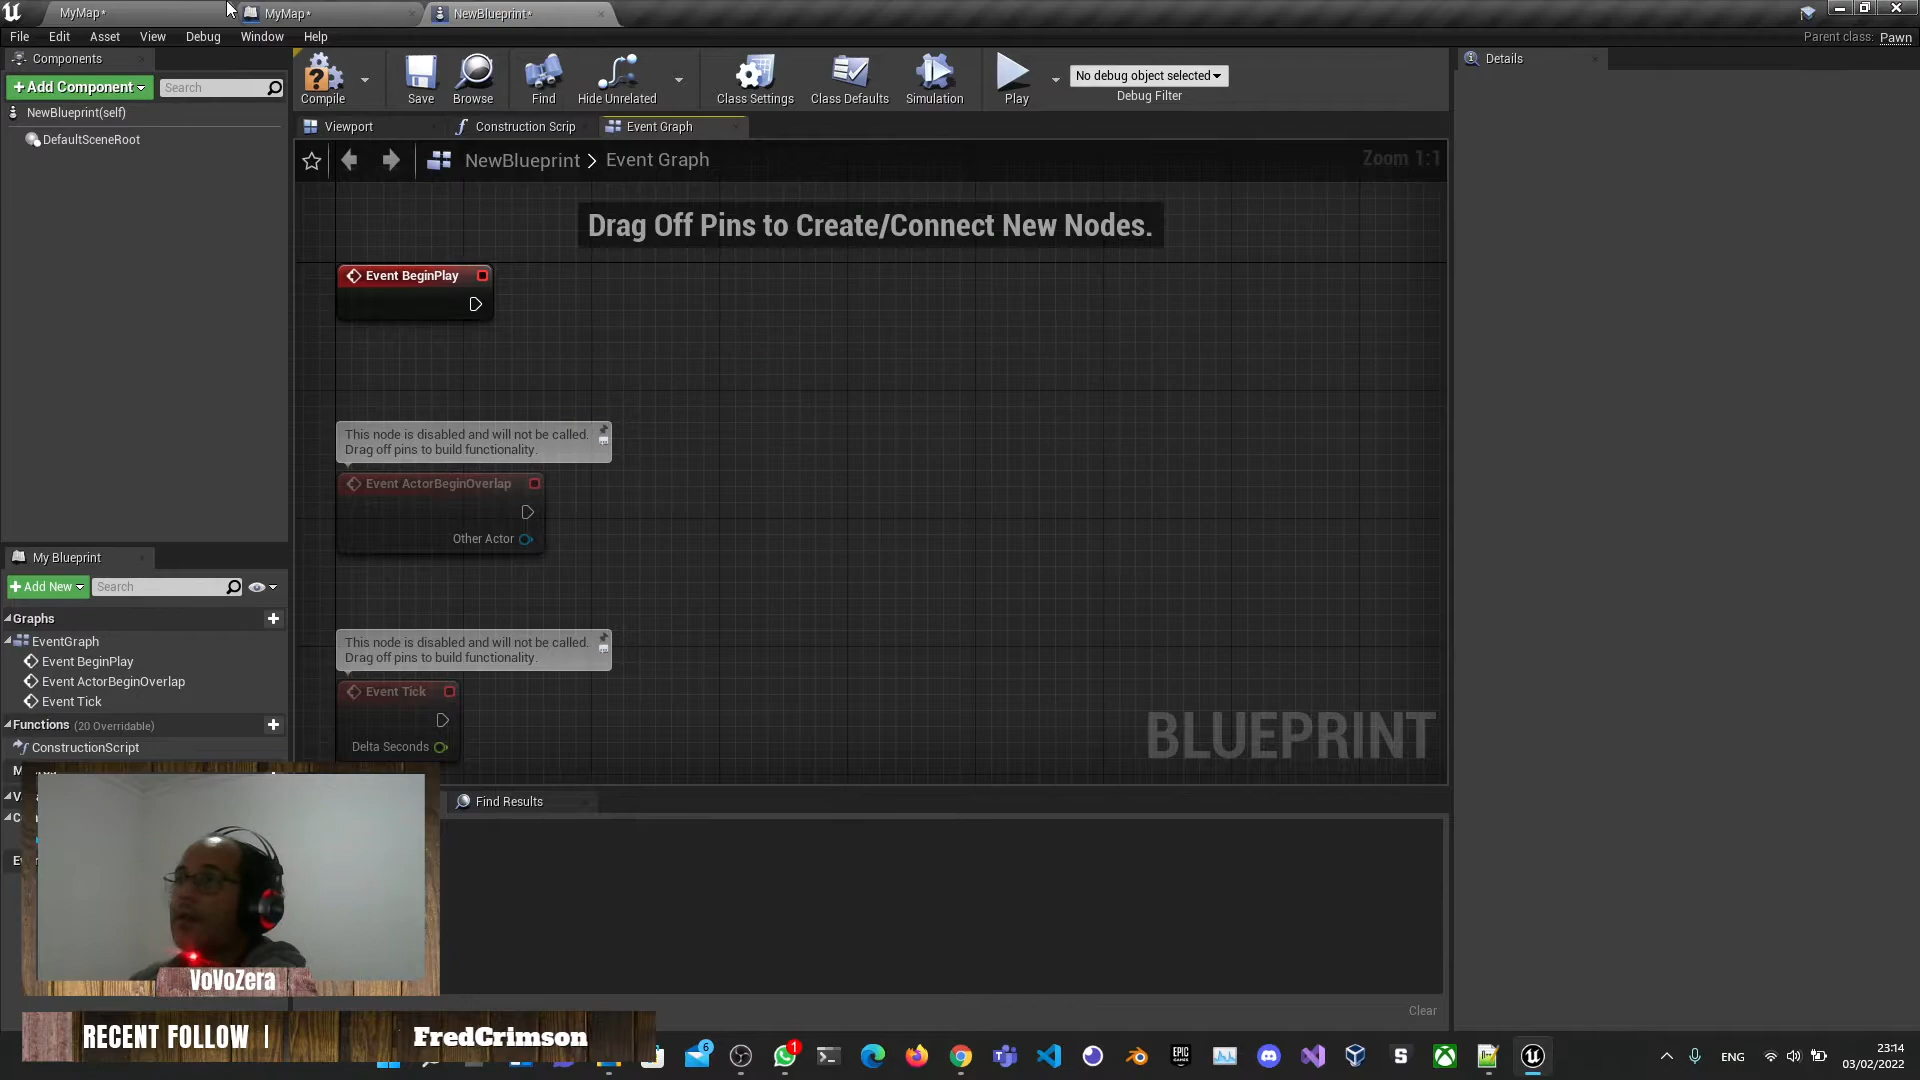 MyMap*
MyMap*
NewBlueprint*
File
Edit
Asset
View
Debug
Window
Help
Parent class: Pawn
Components
+Add Component
Search
NewBlueprint(self)
DefaultSceneRoot
Compile
Save
Browse
Find
Hide Unrelated
Class Settings
Class Defaults
Simulation
Play
No debug object selected
Debug Filter
Details
Viewport
Construction Scrip
Event Graph
NewBlueprint > Event Graph
Zoom 1:1
Drag Off Pins to Create/Connect New Nodes.
Event BeginPlay
This node is disabled and will not be called.
Drag off pins to build functionality.
Event ActorBeginOverlap
Other Actor
This node is disabled and will not be called.
Drag off pins to build functionality.
Event Tick
Delta Seconds
BLUEPRINT
My Blueprint
+Add New
Search
Graphs
EventGraph
Event BeginPlay
Event ActorBeginOverlap
Event Tick
Functions (20 Overridable)
ConstructionScript
Find Results
Clear
VoVoZera
RECENT FOLLOW |
FredCrimson
6
1
EPIC
GAMES
S
ENG
23:14
03/02/2022